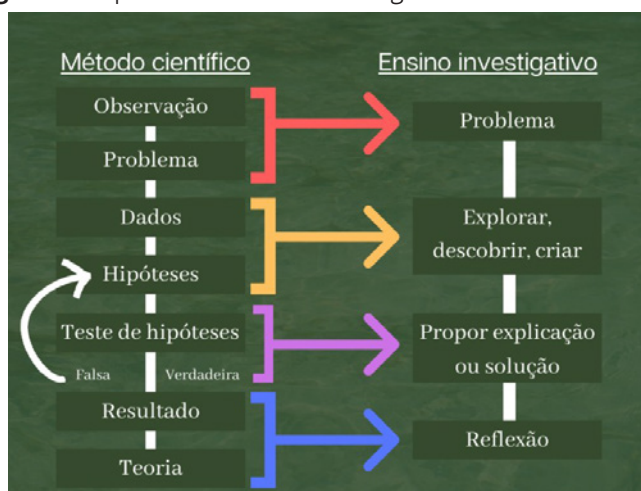 Método científico
Observação
Problema
Dados
Hipóteses
Teste de hipóteses
Falsa
Verdadeira
Resultado
Teoria
Ensino investigativo
Problema
Explorar,
descobrir, criar
Propor explicação
ou solução
Reflexão